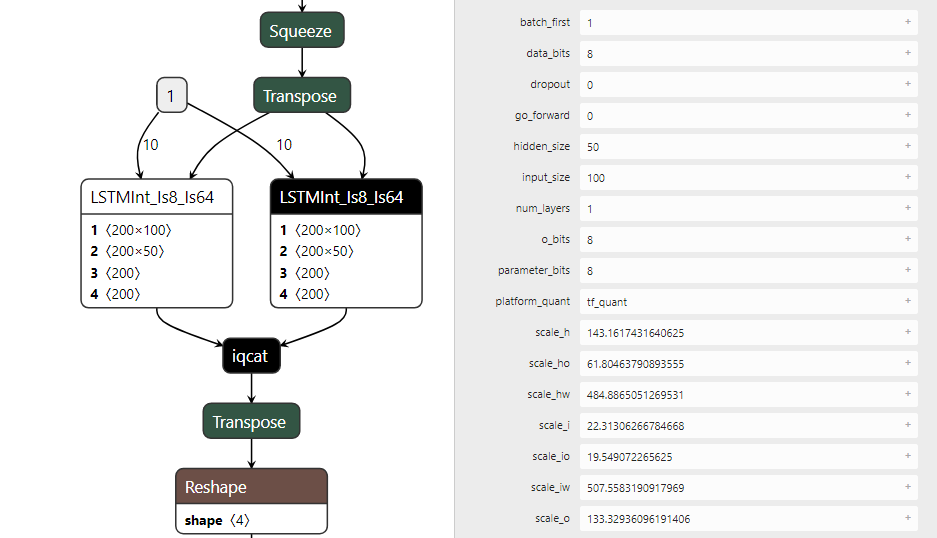 Squeeze
Transpose
1
10
10
LSTMInt_Is8_Is64
1 〈200×100〉
2 〈200×50〉
3 〈200〉
4 〈200〉
LSTMInt_Is8_Is64
1 〈200×100〉
2 〈200×50〉
3 〈200〉
4 〈200〉
iqcat
Transpose
Reshape
shape 〈4〉
batch_first 1 +
data_bits 8 +
dropout 0 +
go_forward 0 +
hidden_size 50 +
input_size 100 +
num_layers 1 +
o_bits 8 +
parameter_bits 8 +
platform_quant tf_quant +
scale_h 143.1617431640625 +
scale_ho 61.80463790893555 +
scale_hw 484.8865051269531 +
scale_i 22.31306266784668 +
scale_io 19.549072265625 +
scale_iw 507.5583190917969 +
scale_o 133.32936096191406 +